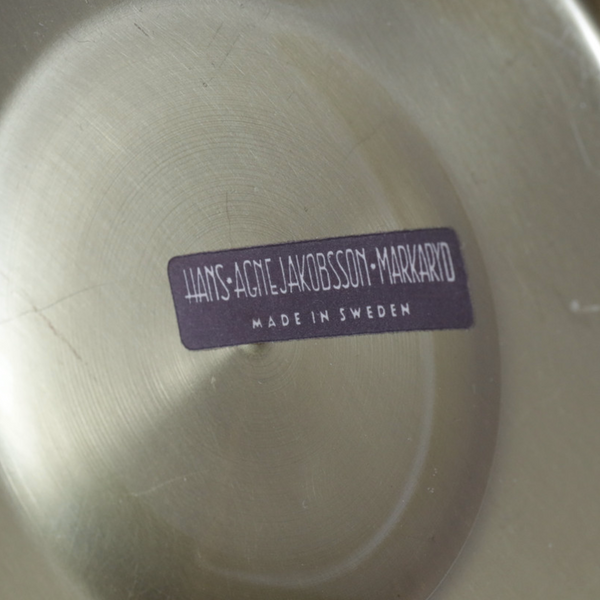 HANS·AGNE JAKOBSSON·MARKARYD
MADE IN SWEDEN